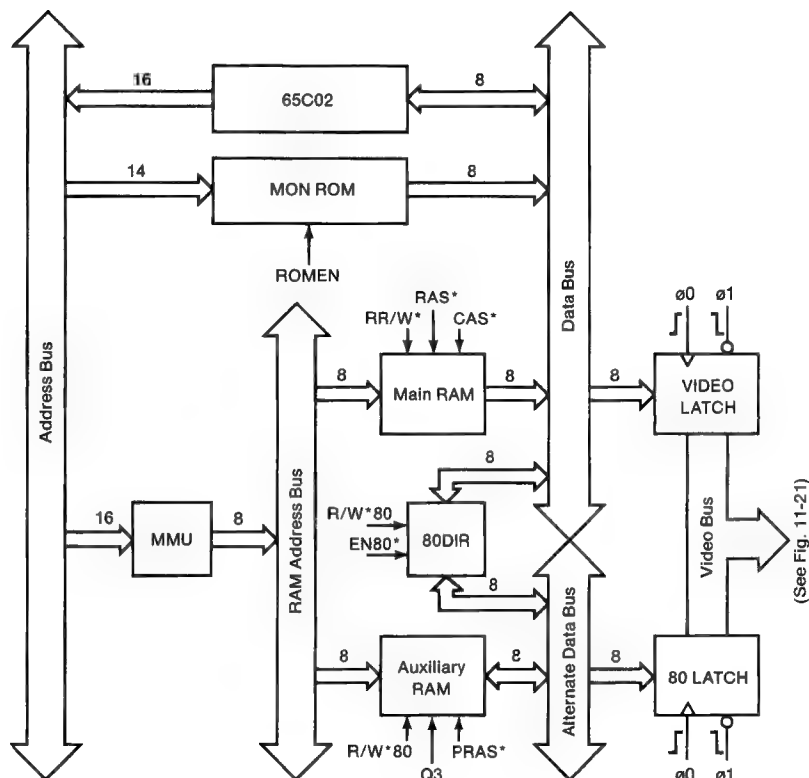 16
65C02
8
14
MON ROM
8
ROMEN
RAS*
RR/W*
CAS*
ø0
ø1
8
Main RAM
8
8
VIDEO
LATCH
Address Bus
RAM Address Bus
Data Bus
8
16
MMU
8
R/W*80
EN80*
80DIR
Video Bus
(See Fig. 11-21)
8
Alternate Data Bus
8
Auxiliary
RAM
8
8
80 LATCH
R/W*80
Q3
PRAS*
ø0
ø1